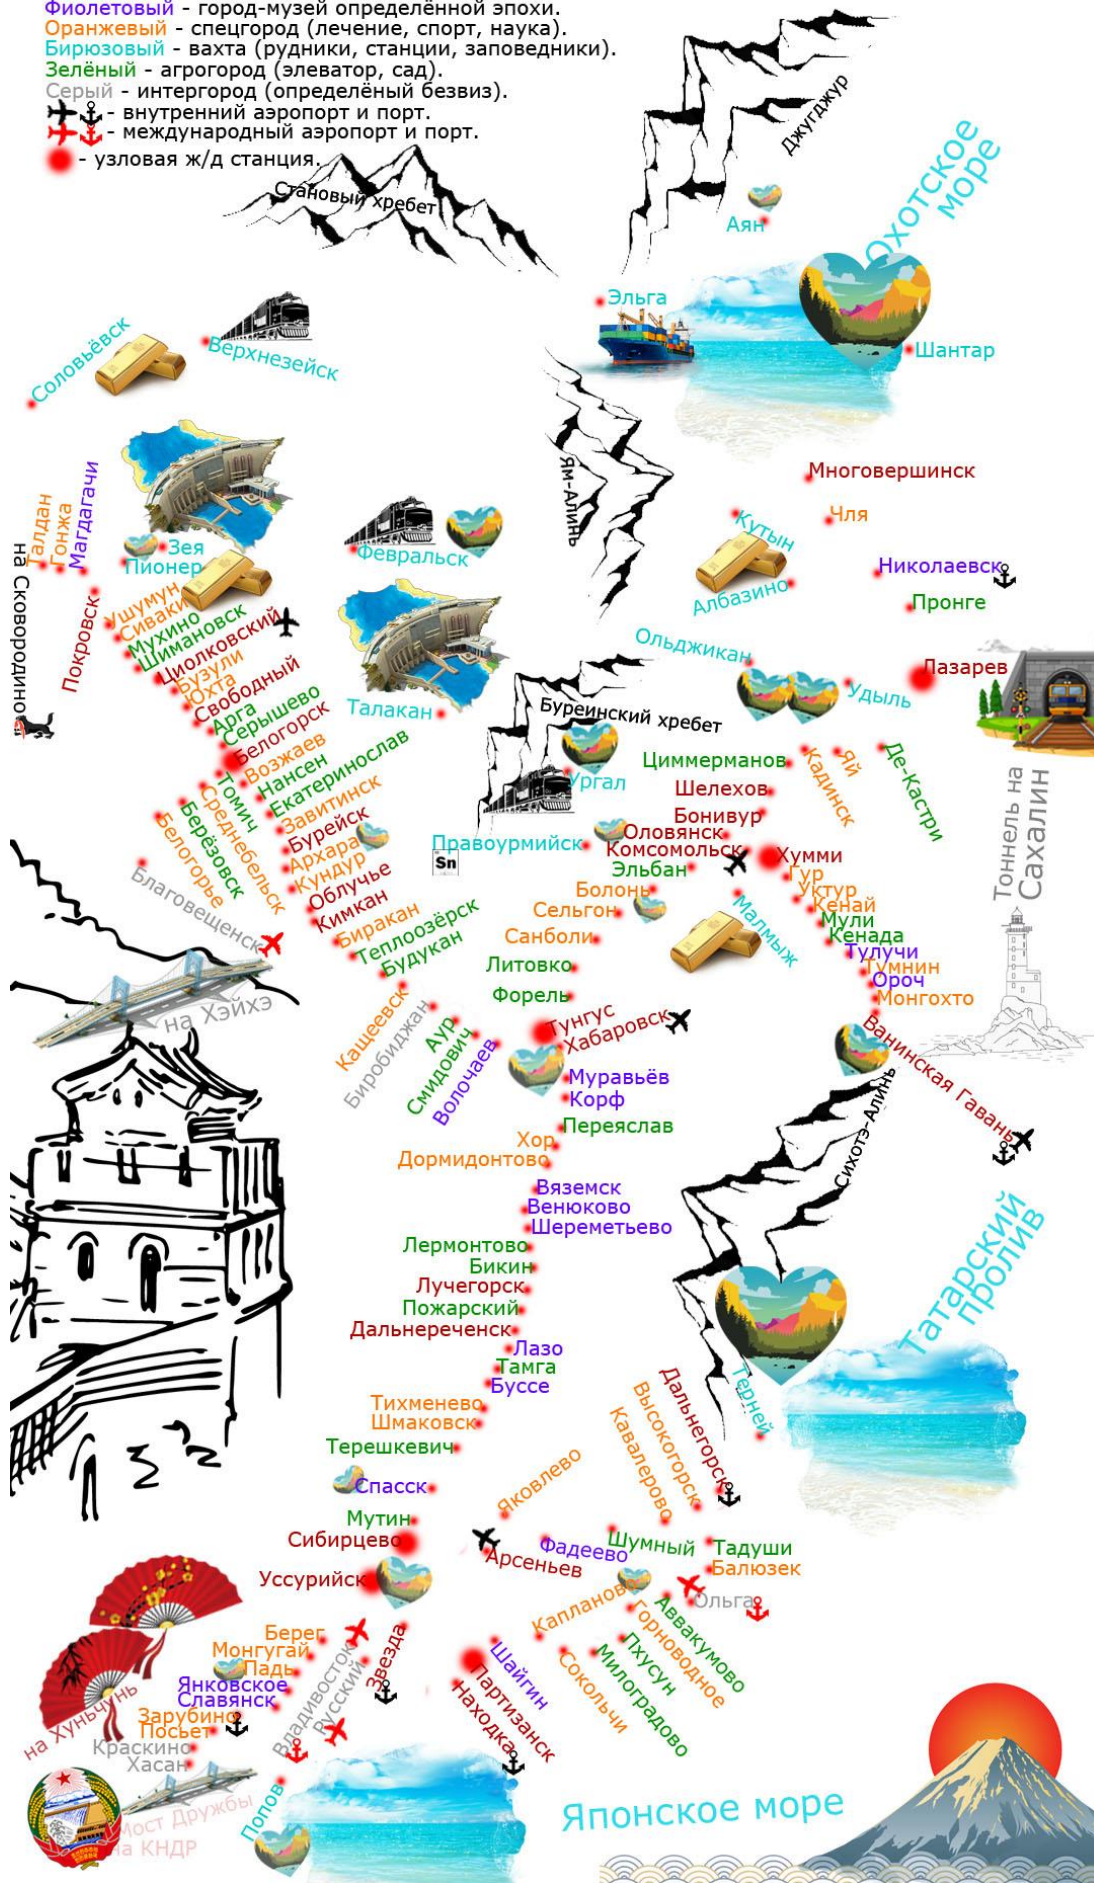 Фиолетовый - город-музей определённой эпохи.
Оранжевый - спецгород (лечение, спорт, наука).
Бирюзовый - вахта (рудники, станции, заповедники).
Зелёный - агрогород (элеватор, сад).
Серый - интергород (определёный безвиз).
- внутренний аэропорт и порт.
- международный аэропорт и порт.
- узловая ж/д станция.
Становый хребет
Джугджур
Охотское
море
Аян
Эльга
Шантар
Соловьёвск
Верхнезейск
Ям-Алинь
Многовершинск
Чля
Кутын
Албазино
Николаевск
Пронге
Талдан
Гонжа
Магдагачи
на Сковородино
Зея
Пионер
Февральск
Покровск
Ушумун
Сиваки
Мухино
Шимановск
Циолковский
Бузули
Юхта
Свободный
Арга
Серышево
Белогорск
Возжаев
Нансен
Екатеринослав
Завитинск
Бурейск
Архара
Кундур
Облучье
Кимкан
Биракан
Теплоозёрск
Будукан
Талакан
Ольджикан
Удыль
Лазарев
Буреинский хребет
Ургал
Циммерманов
Шелехов
Бонивур
Оловянск
Комсомольск
Эльбан
Правоурмийск
Sn
Кадинск
Яй
Де-Кастри
Тоннель на
Сахалин
Томич
Среднебельск
Берёзовск
Белогорье
Благовещенск
на Хэйхэ
Хумми
Гур
Уктур
Кенай
Мули
Кенада
Тулучи
Тумнин
Ороч
Монгохто
Ванинская Гавань
Болонь
Сельгон
Санболи
Литовко
Форель
Малмыж
Кащеевск
Биробиджан
Аур
Смидович
Волочаев
Тунгус
Хабаровск
Муравьёв
Корф
Переяслав
Хор
Дормидонтово
Вяземск
Венюково
Шереметьево
Лермонтово
Бикин
Лучегорск
Пожарский
Дальнереченск
Лазо
Тамга
Буссе
Тихменево
Шмаковск
Терешкевич
Спасск
Мутин
Сибирцево
Уссурийск
Сихотэ-Алинь
Татарский
пролив
Терней
Дальнегорск
Высокогорск
Кавалерово
Яковлево
Арсеньев
Фадеево
Шумный
Тадуши
Балюзек
Ольга
Каплановo
Горноводное
Аввакумово
Пхусун
Милоградово
Сокольчи
Шайгин
Партизанск
Находка
Звезда
Владивосток
Русский
Берег
Монгугай
Падь
Янковское
Славянск
Зарубино
Посьет
Краскино
Хасан
на Хуньчунь
Мост Дружбы
на КНДР
Попов
Японское море